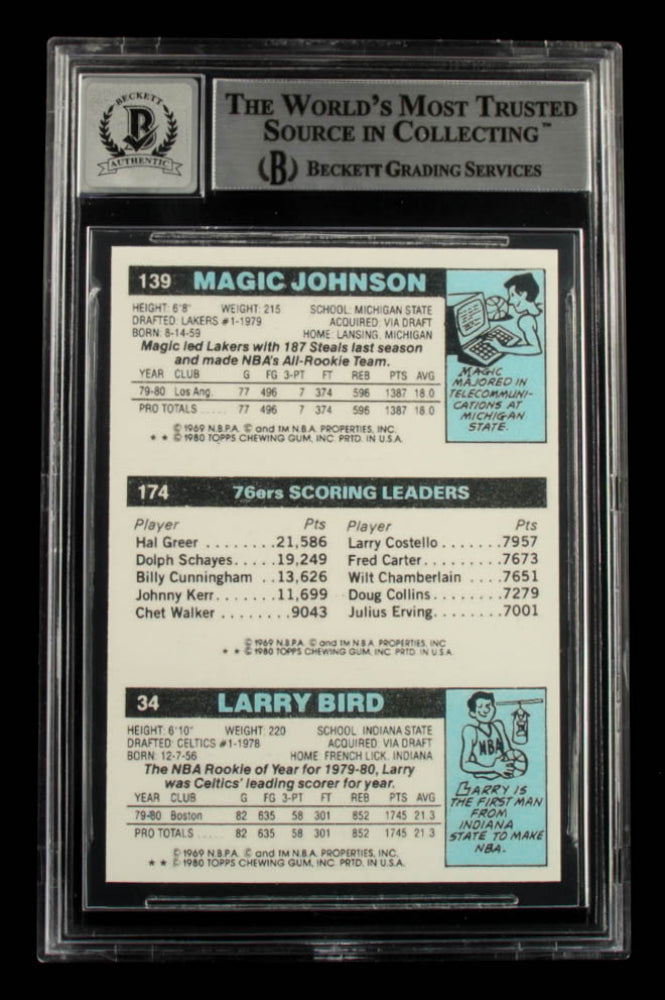 BECKETT
B
AUTHENTIC
THE WORLD'S MOST TRUSTED
SOURCE IN COLLECTING™
(B) BECKETT GRADING SERVICES
139 MAGIC JOHNSON
HEIGHT: 6'8" WEIGHT: 215 SCHOOL: MICHIGAN STATE
DRAFTED: LAKERS #1-1979 ACQUIRED: VIA DRAFT
BORN: 8-14-59 HOME: LANSING, MICHIGAN
Magic led Lakers with 187 Steals last season
and made NBA's All-Rookie Team.
YEAR CLUB G FG 3-PT FT REB PTS AVG
79-80 Los Ang. 77 496 7 374 596 1387 18.0
PRO TOTALS ..... 77 496 7 374 596 1387 18.0
© 1969 N.B.P.A. © and TM N.B.A. PROPERTIES, INC.
* * © 1980 TOPPS CHEWING GUM, INC. PRTD. IN U.S.A.
MAGIC
MAJORED IN
TELECOMMUNI-
CATIONS AT
MICHIGAN
STATE.
174 76ers SCORING LEADERS
Player Pts Player Pts
Hal Greer ........21,586 Larry Costello .......7957
Dolph Schayes.....19,249 Fred Carter.........7673
Billy Cunningham ..13,626 Wilt Chamberlain ....7651
Johnny Kerr.......11,699 Doug Collins........7279
Chet Walker ........9043 Julius Erving........7001
© 1969 N.B.P.A. © and TM N.B.A. PROPERTIES, INC.
* * © 1980 TOPPS CHEWING GUM, INC. PRTD. IN U.S.A.
34 LARRY BIRD
HEIGHT: 6'10" WEIGHT: 220 SCHOOL: INDIANA STATE
DRAFTED: CELTICS #1-1978 ACQUIRED: VIA DRAFT
BORN: 12-7-56 HOME: FRENCH LICK, INDIANA
The NBA Rookie of Year for 1979-80, Larry
was Celtics' leading scorer for year.
YEAR CLUB G FG 3-PT FT REB PTS AVG
79-80 Boston 82 635 58 301 852 1745 21.3
PRO TOTALS ..... 82 635 58 301 852 1745 21.3
© 1969 N.B.P.A. © and TM N.B.A. PROPERTIES, INC.
* * © 1980 TOPPS CHEWING GUM, INC. PRTD. IN U.S.A.
NBA
LARRY IS
THE FIRST MAN
FROM
INDIANA
STATE TO MAKE
NBA.